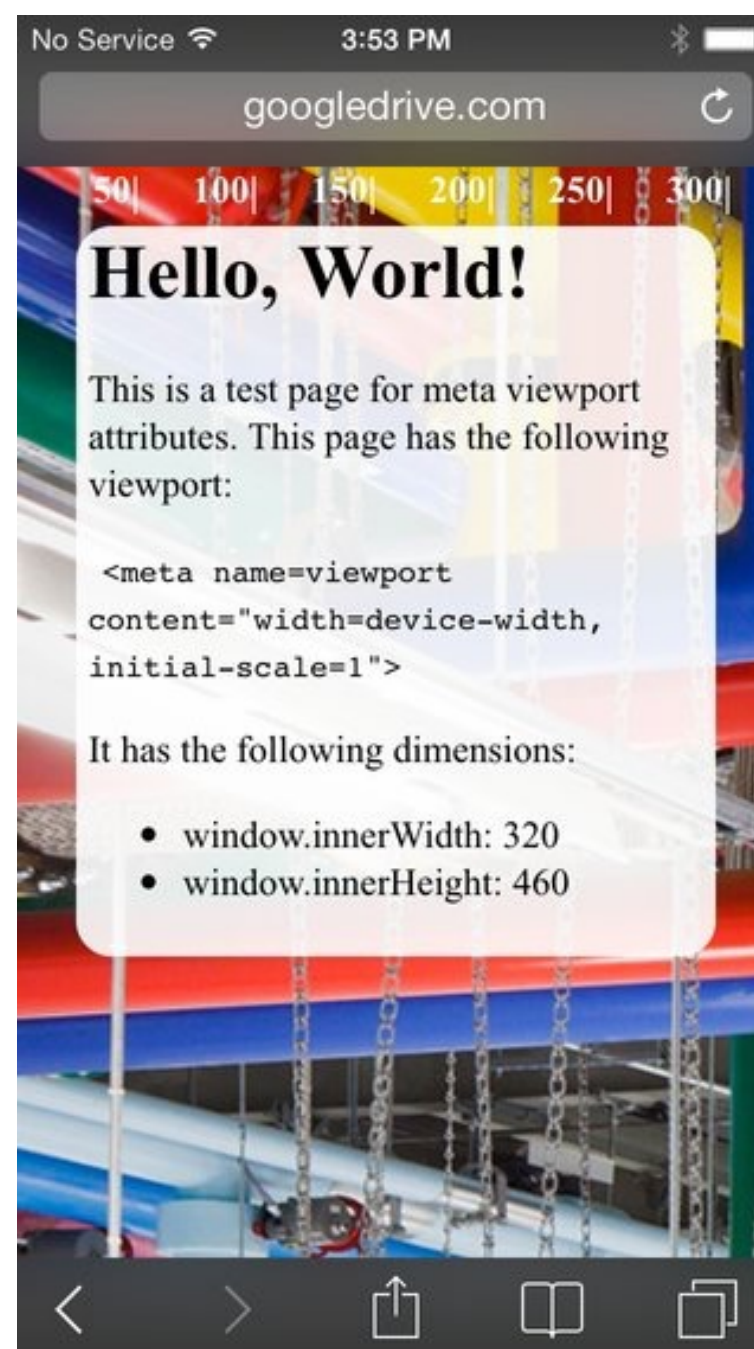 No Service 3:53 PM
googledrive.com
50| 100| 150| 200| 250| 300|
Hello, World!
This is a test page for meta viewport
attributes. This page has the following
viewport:
<meta name=viewport
content="width=device-width,
initial-scale=1">
It has the following dimensions:
• window.innerWidth: 320
• window.innerHeight: 460